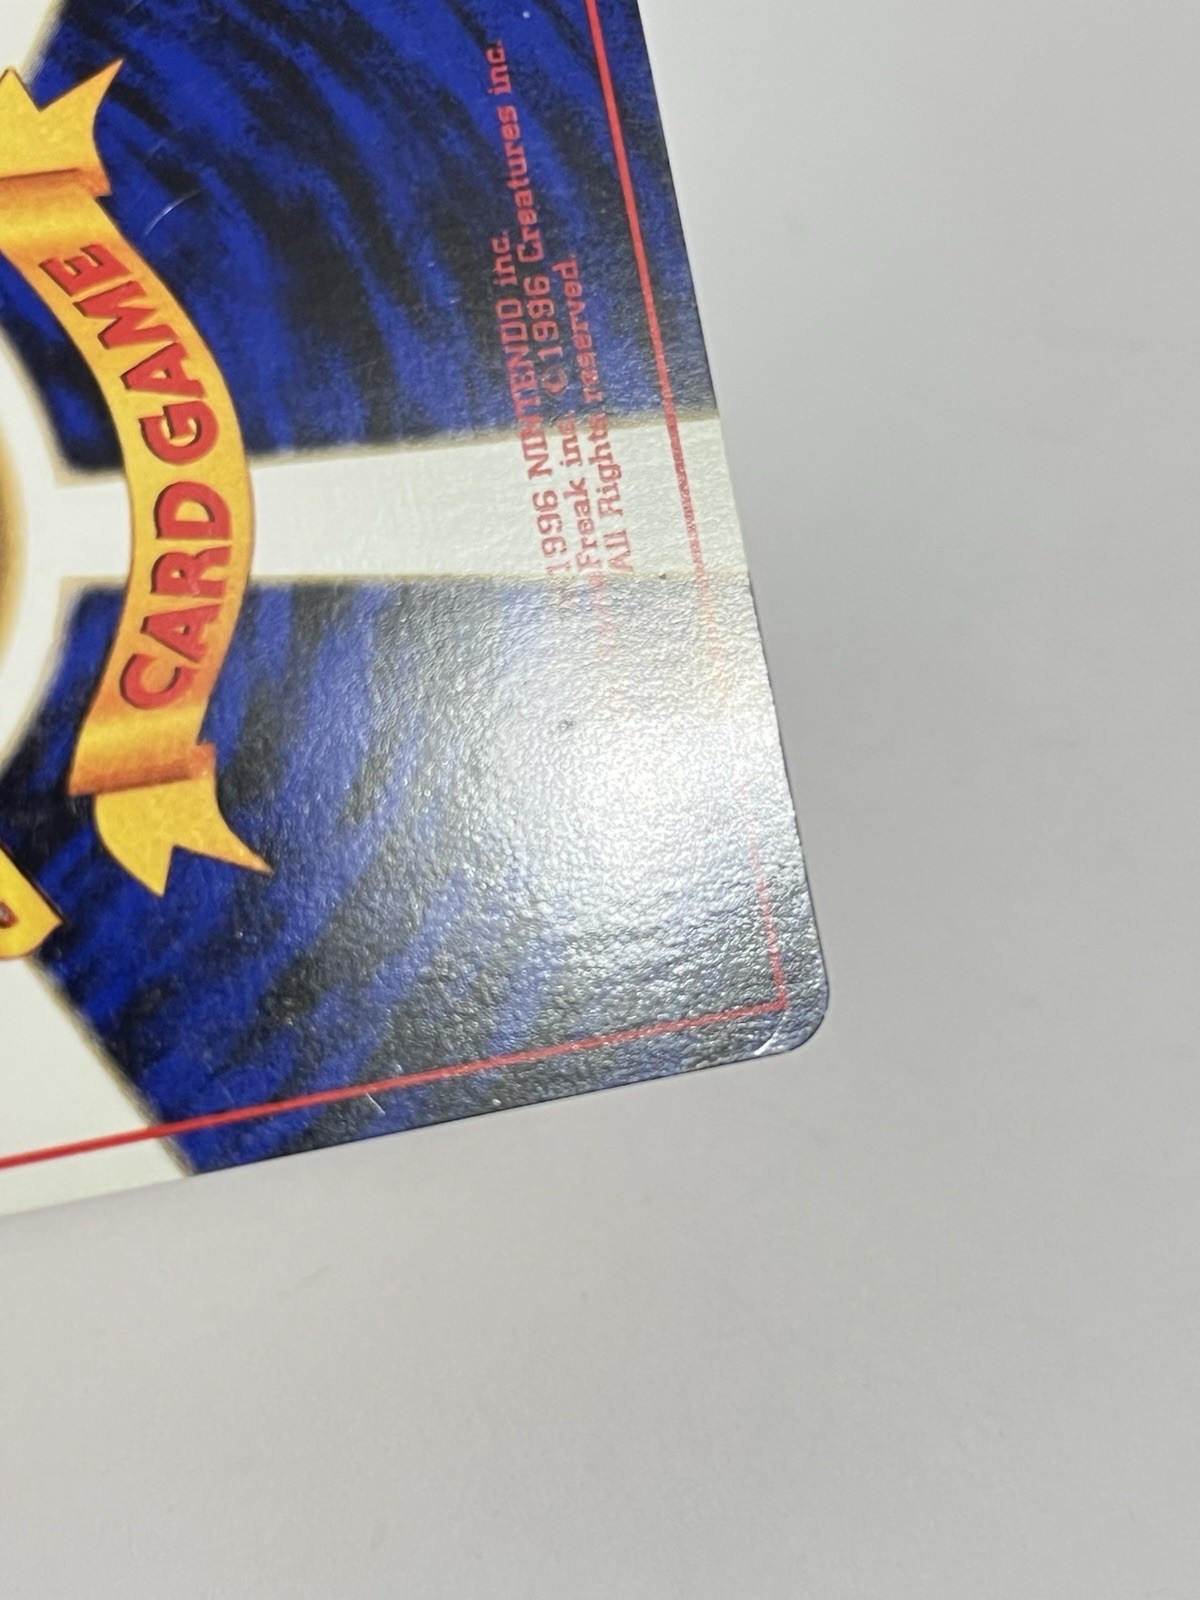 CARD GAME
1996 NINTENDO inc.
©1996 Creatures inc.
Freak inc.
All Rights reserved.